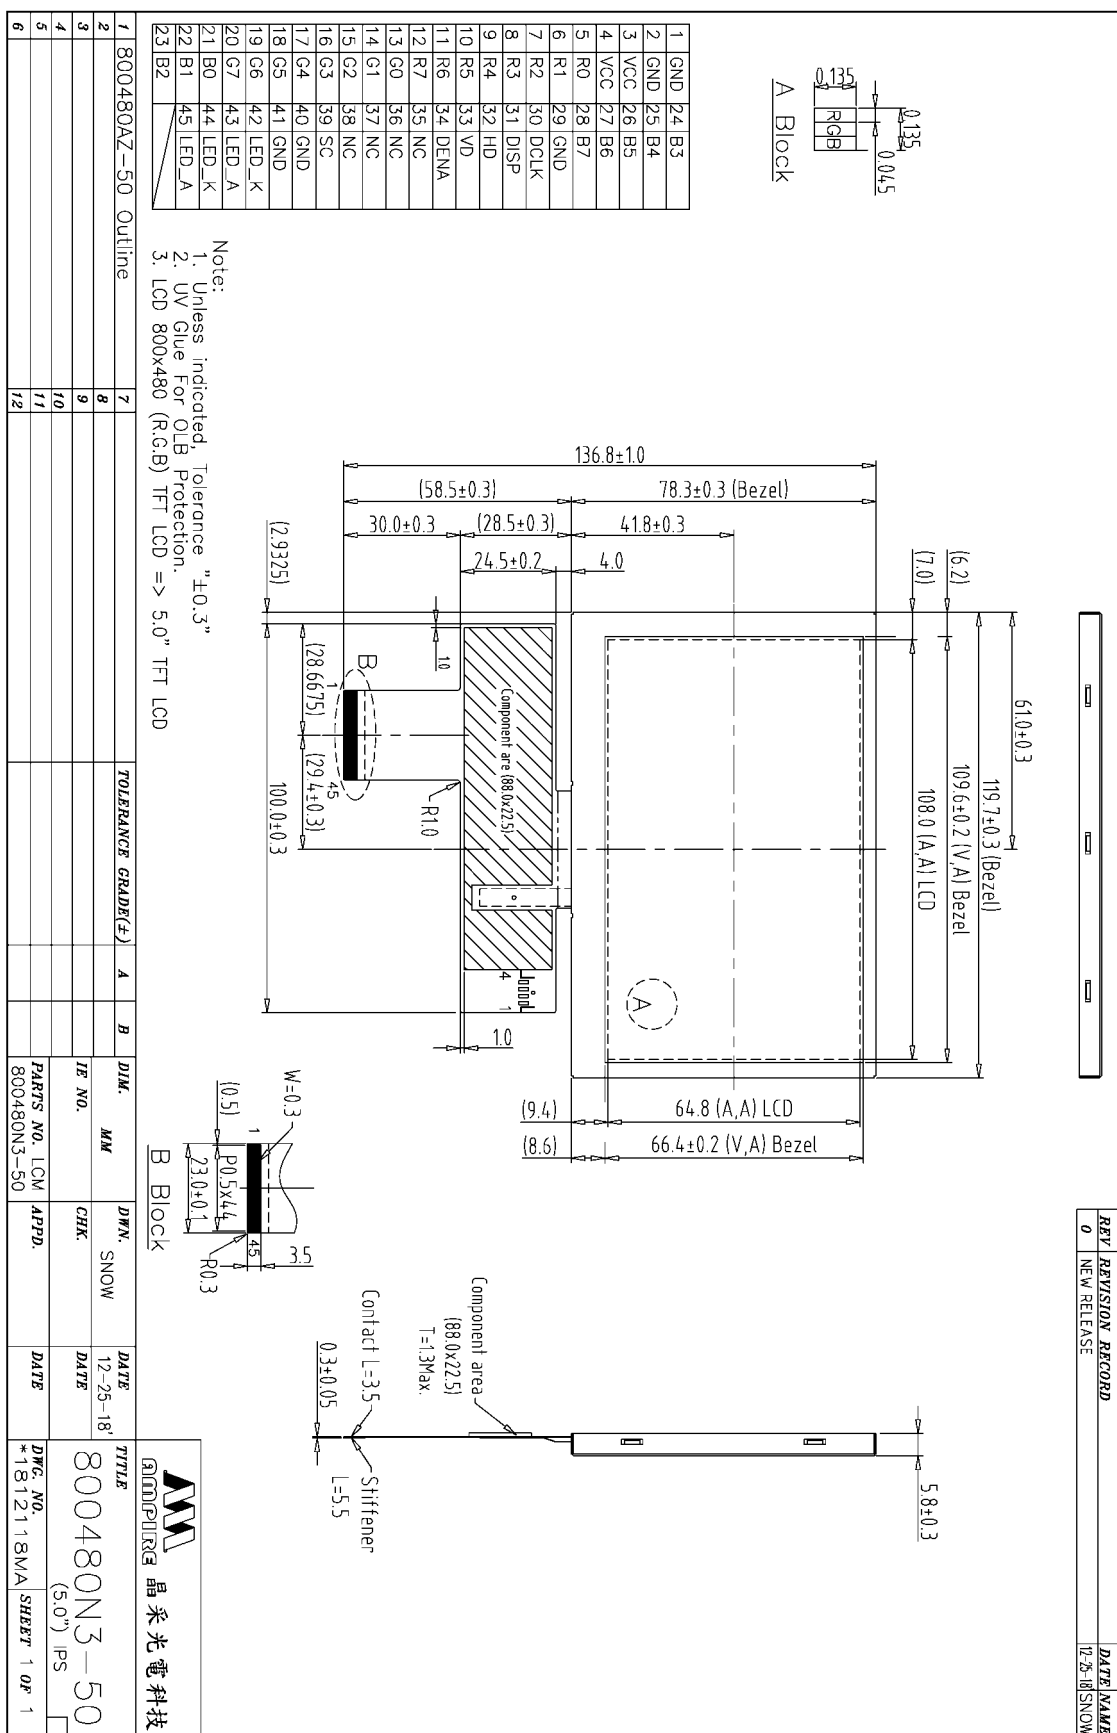 REV REVISION RECORD DATE NAME
0 NEW RELEASE 12-25-18' SNOW
0.135
0.135
0.045
RGB
A Block
61.0±0.3
119.7±0.3 (Bezel)
109.6±0.2 (V,A) Bezel
108.0 (A,A) LCD
(6.2)
(7.0)
136.8±1.0
78.3±0.3 (Bezel)
(58.5±0.3)
41.8±0.3
30.0±0.3
(28.5±0.3)
24.5±0.2
4.0
A
64.8 (A,A) LCD
(9.4)
66.4±0.2 (V,A) Bezel
(8.6)
5.8±0.3
Component are (88.0x22.5)
4
1
1.0
1.0
(2.9325)
B
1
45
R1.0
(28.6675)
(29.4±0.3)
100.0±0.3
Component area
(88.0x22.5)
T=1.3Max.
Contact L=3.5
Stiffener
L=5.5
0.3±0.05
W=0.3
1
45
3.5
(0.5)
P0.5x44
23.0±0.1
R0.3
B Block
1 GND 24 B3
2 GND 25 B4
3 VCC 26 B5
4 VCC 27 B6
5 R0 28 B7
6 R1 29 GND
7 R2 30 DCLK
8 R3 31 DISP
9 R4 32 HD
10 R5 33 VD
11 R6 34 DENA
12 R7 35 NC
13 G0 36 NC
14 G1 37 NC
15 G2 38 NC
16 G3 39 SC
17 G4 40 GND
18 G5 41 GND
19 G6 42 LED_K
20 G7 43 LED_A
21 B0 44 LED_K
22 B1 45 LED_A
23 B2
Note:
1. Unless indicated, Tolerance "±0.3"
2. UV Glue For OLB Protection.
3. LCD 800x480 (R.G.B) TFT LCD => 5.0" TFT LCD
AMPIRE 晶采光電科技
1 800480AZ-50 Outline 7
2 8
3 9
4 10
5 11
6 12
TOLERANCE GRADE(±) A B
DIM. MM
IE NO.
PARTS NO. LCM
800480N3-50
DWN. SNOW
DATE 12-25-18'
CHK. DATE
APPD. DATE
TITLE
800480N3-50
(5.0") IPS
DWG. NO.
*1812118MA SHEET 1 OF 1